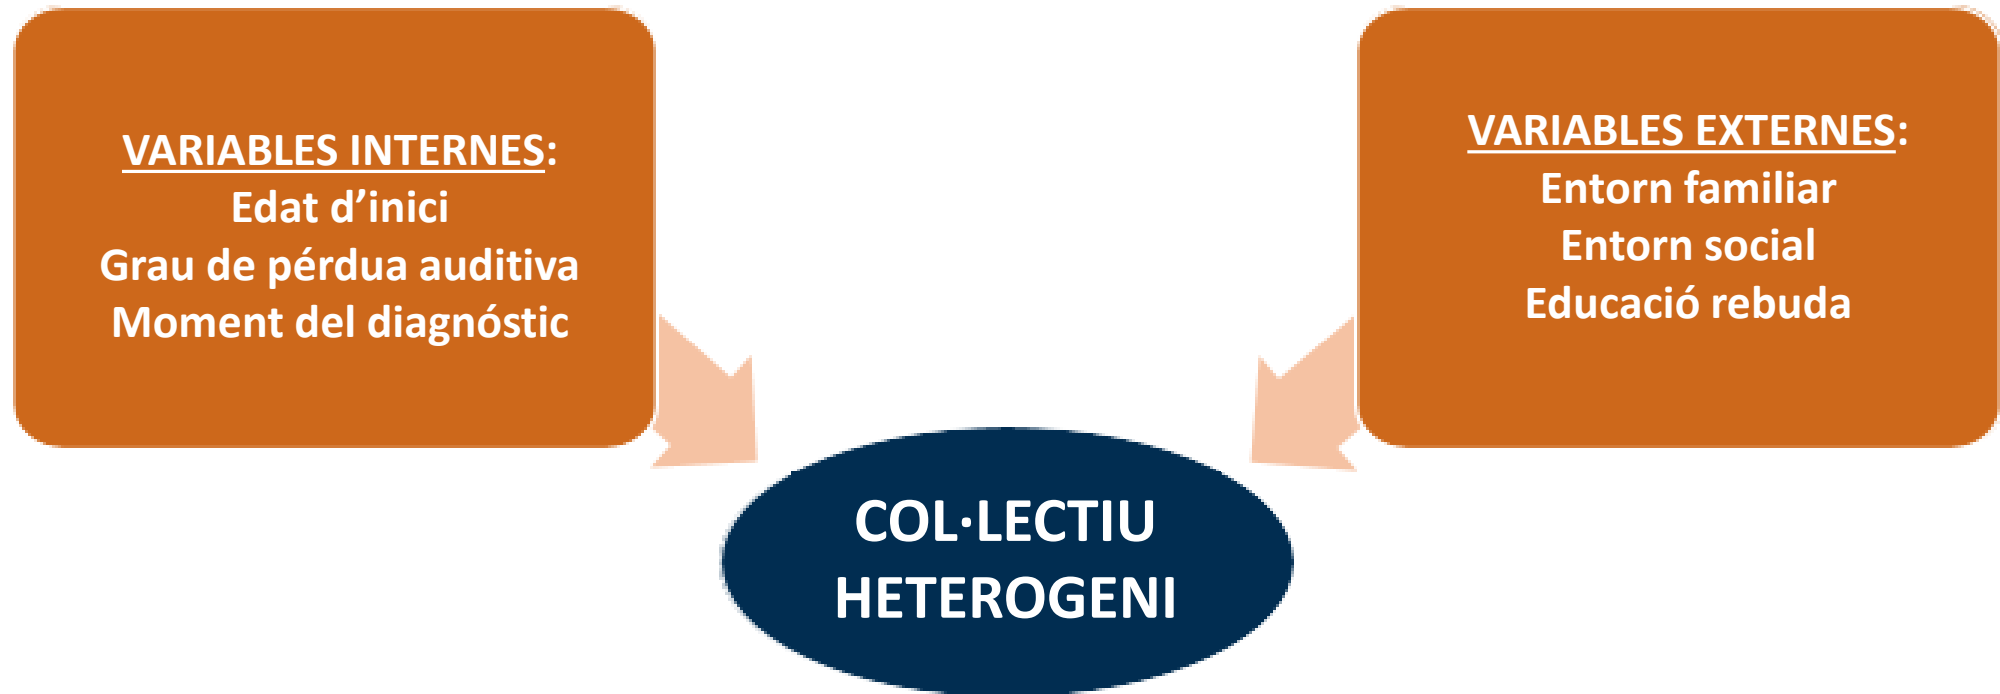 VARIABLES INTERNES:
Edat d’inici
Grau de pérdua auditiva
Moment del diagnóstic
VARIABLES EXTERNES:
Entorn familiar
Entorn social
Educació rebuda
COL·LECTIU
HETEROGENI